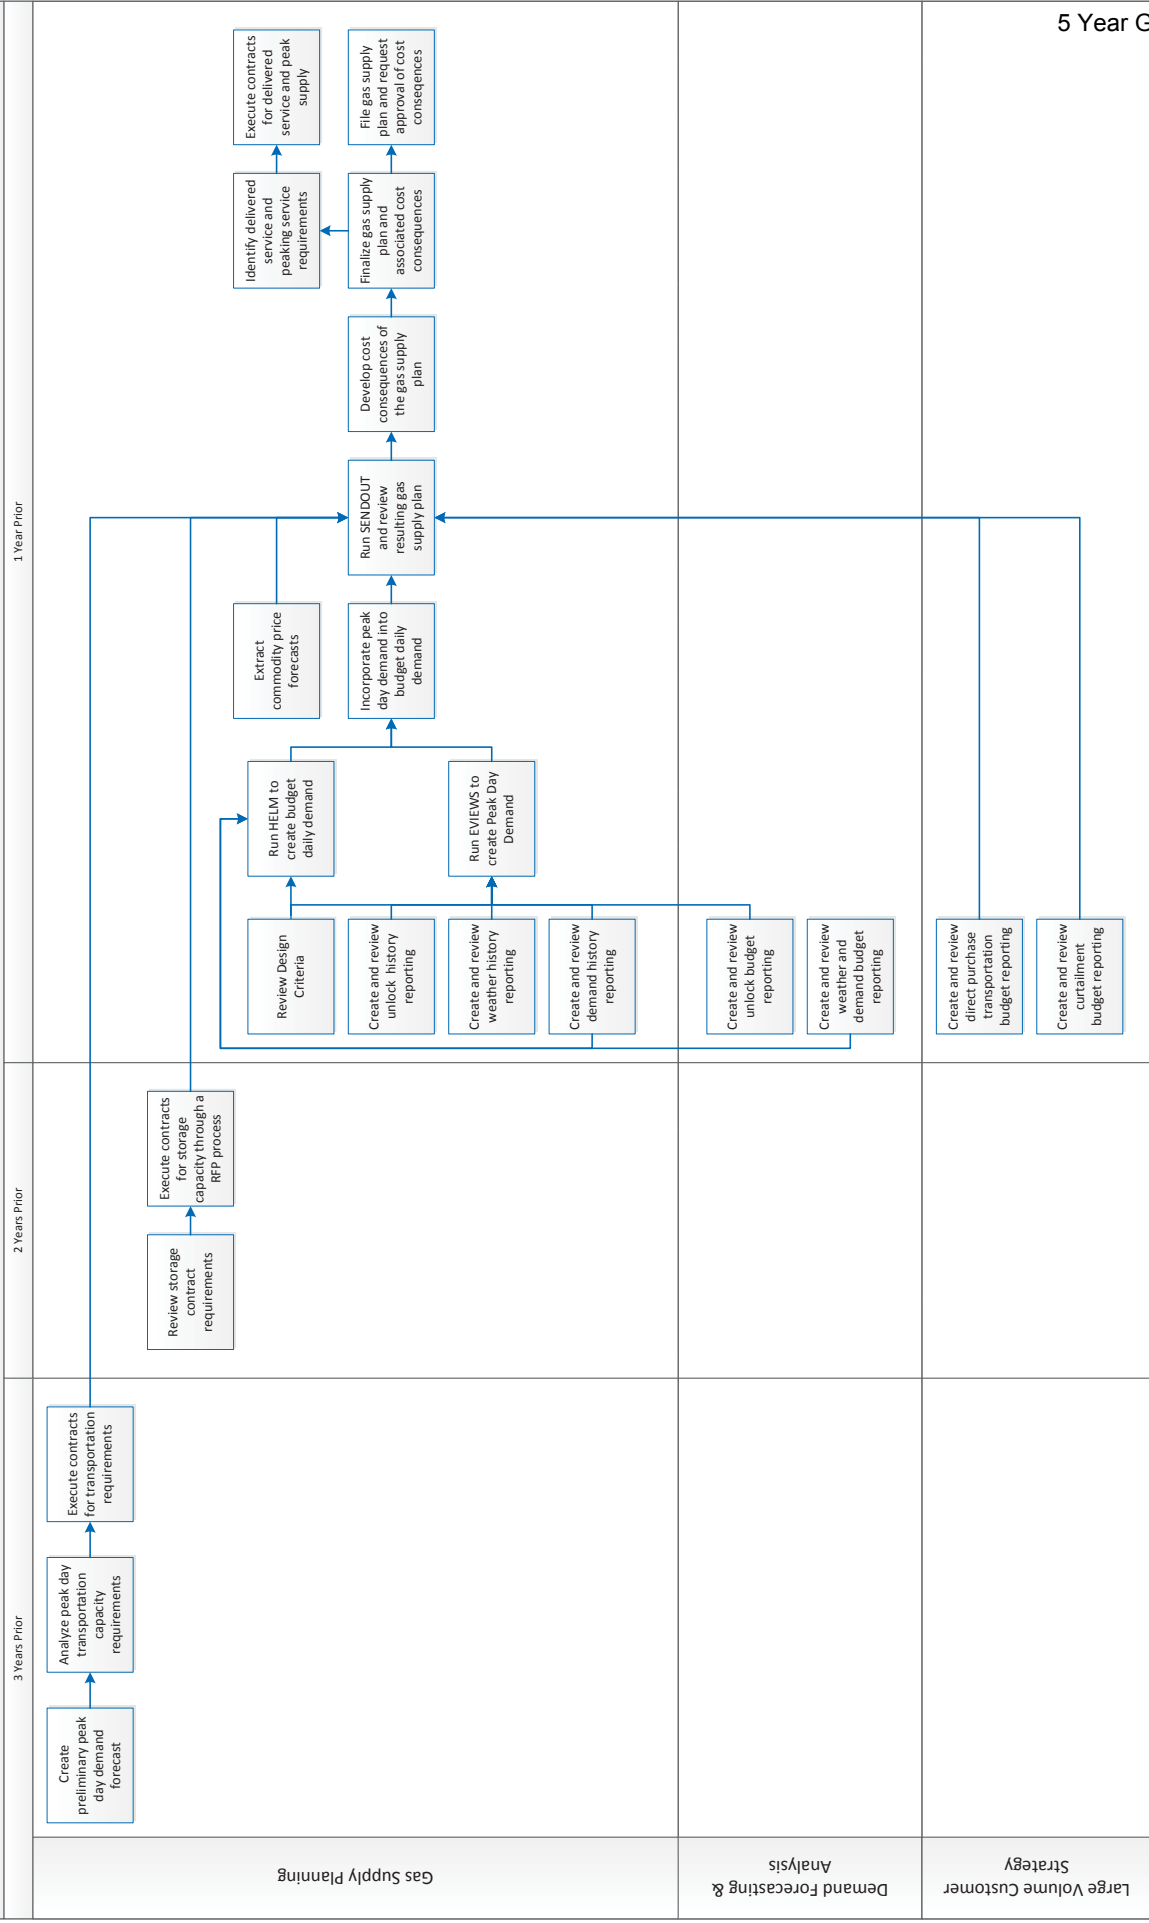 5 Year G
3 Years Prior
2 Years Prior
1 Year Prior
Gas Supply Planning
Create
preliminary peak
day demand
forecast
Analyze peak day
transportation
capacity
requirements
Execute contracts
for transportation
requirements
Review storage
contract
requirements
Execute contracts
for storage
capacity through a
RFP process
Review Design
Criteria
Create and review
unlock history
reporting
Create and review
weather history
reporting
Create and review
demand history
reporting
Run HELM to
create budget
daily demand
Run EVIEWS to
create Peak Day
Demand
Extract
commodity price
forecasts
Incorporate peak
day demand into
budget daily
demand
Run SENDOUT
and review
resulting gas
supply plan
Develop cost
consequences of
the gas supply
plan
Identify delivered
service and
peaking service
requirements
Finalize gas supply
plan and
associated cost
consequences
Execute contracts
for delivered
service and peak
supply
File gas supply
plan and request
approval of cost
conseqences
Demand Forecasting &
Analysis
Create and review
unlock budget
reporting
Create and review
weather and
demand budget
reporting
Large Volume Customer
Strategy
Create and review
direct purchase
transportation
budget reporting
Create and review
curtailment
budget reporting